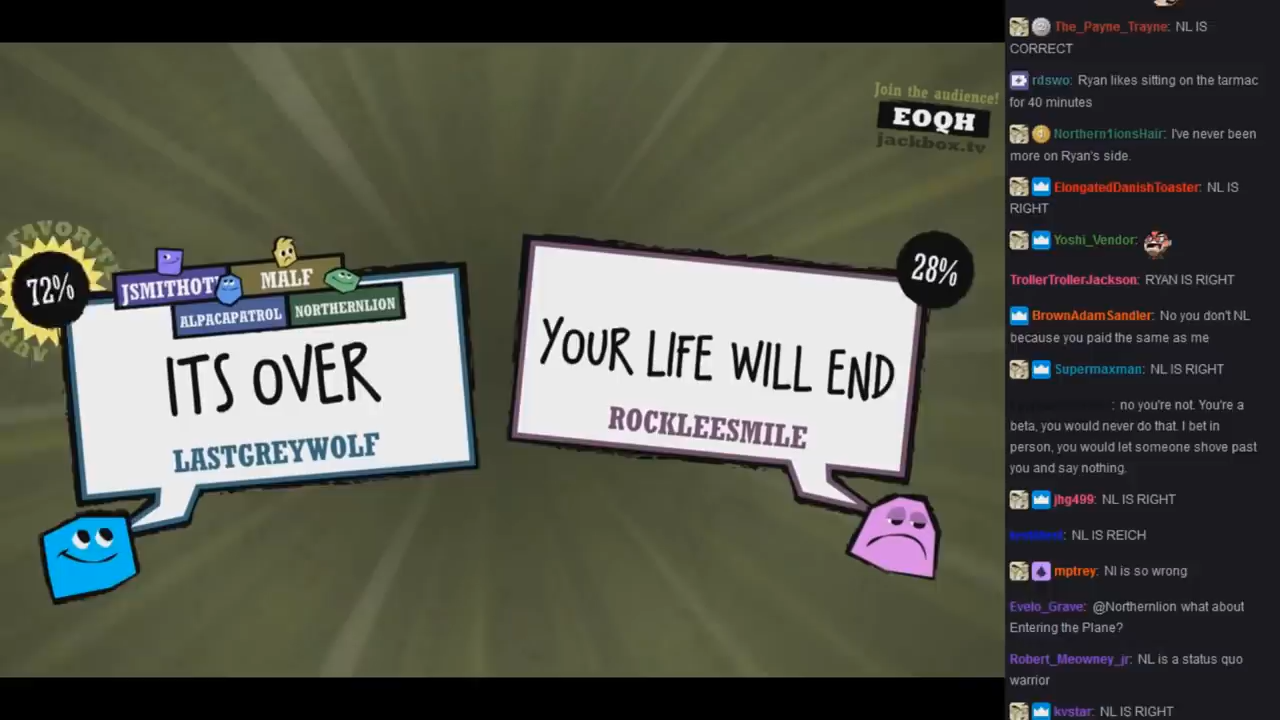 Join the audience!
EOQH
jackbox.tv
FAVORITE
72%
JSMITHOT
MALF
ALPACAPATROL
NORTHERNLION
ITS OVER
LASTGREYWOLF
28%
YOUR LIFE WILL END
ROCKLEESMILE
The_Payne_Trayne: NL IS
CORRECT
rdswo: Ryan likes sitting on the tarmac
for 40 minutes
Northern1ionsHair: I've never been
more on Ryan's side.
ElongatedDanishToaster: NL IS
RIGHT
Yoshi_Vendor:
TrollerTrollerJackson: RYAN IS RIGHT
BrownAdamSandler: No you don't NL
because you paid the same as me
Supermaxman: NL IS RIGHT
: no you're not. You're a
beta, you would never do that. I bet in
person, you would let someone shove past
you and say nothing.
jhg499: NL IS RIGHT
: NL IS REICH
mptrey: Nl is so wrong
Evelo_Grave: @Northernlion what about
Entering the Plane?
Robert_Meowney_jr: NL is a status quo
warrior
kvstar: NL IS RIGHT